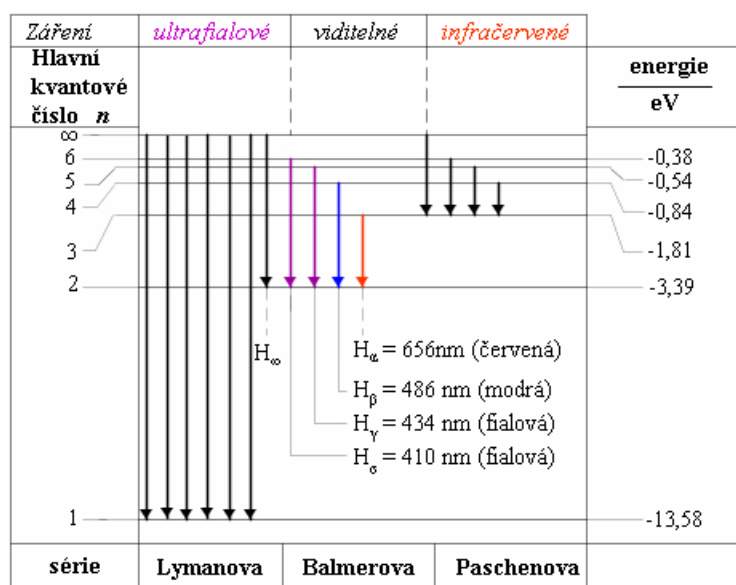 Záření ultrafialové viditelné infračervené
Hlavní
kvantové
číslo n
energie
eV
∞
6 -0,38
5 -0,54
4 -0,84
3 -1,81
2 -3,39
H∞
Hα = 656nm (červená)
Hβ = 486 nm (modrá)
Hγ = 434 nm (fialová)
Hσ = 410 nm (fialová)
1 -13,58
série Lymanova Balmerova Paschenova